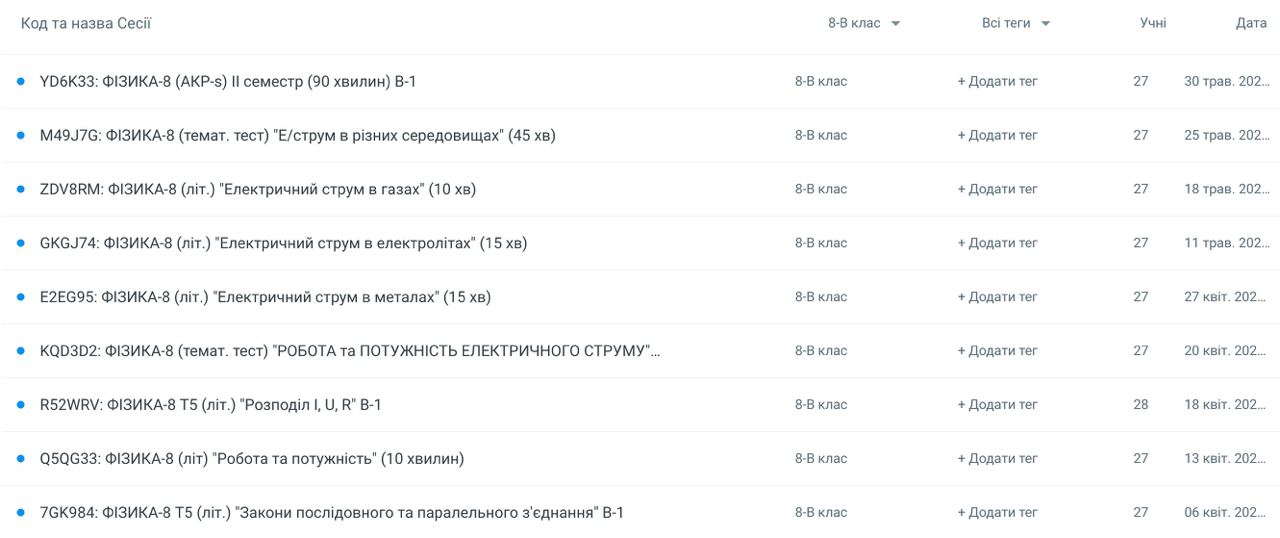 Код та назва Сесії 8-В клас Всі теги Учні Дата
YD6K33: ФІЗИКА-8 (АКР-s) ІІ семестр (90 хвилин) В-1 8-В клас + Додати тег 27 30 трав. 202...
M49J7G: ФІЗИКА-8 (темат. тест) "Е/струм в різних середовищах" (45 хв) 8-В клас + Додати тег 27 25 трав. 202...
ZDV8RM: ФІЗИКА-8 (літ.) "Електричний струм в газах" (10 хв) 8-В клас + Додати тег 27 18 трав. 202...
GKGJ74: ФІЗИКА-8 (літ.) "Електричний струм в електролітах" (15 хв) 8-В клас + Додати тег 27 11 трав. 202...
E2EG95: ФІЗИКА-8 (літ.) "Електричний струм в металах" (15 хв) 8-В клас + Додати тег 27 27 квіт. 202...
KQD3D2: ФІЗИКА-8 (темат. тест) "РОБОТА та ПОТУЖНІСТЬ ЕЛЕКТРИЧНОГО СТРУМУ"... 8-В клас + Додати тег 27 20 квіт. 202...
R52WRV: ФІЗИКА-8 Т5 (літ.) "Розподіл I, U, R" В-1 8-В клас + Додати тег 28 18 квіт. 202...
Q5QG33: ФІЗИКА-8 (літ) "Робота та потужність" (10 хвилин) 8-В клас + Додати тег 27 13 квіт. 202...
7GK984: ФІЗИКА-8 Т5 (літ.) "Закони послідовного та паралельного з'єднання" В-1 8-В клас + Додати тег 27 06 квіт. 202...